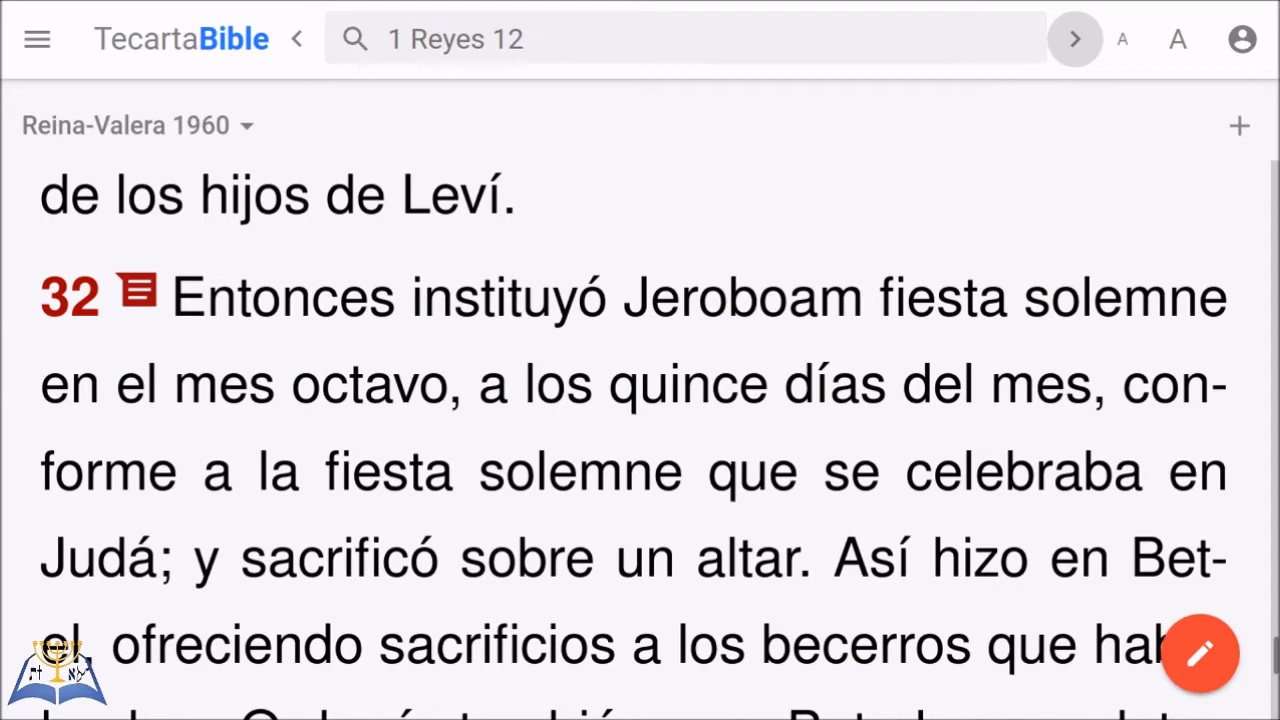 TecartaBible
1 Reyes 12
A
A
Reina-Valera 1960
de los hijos de Leví.
32 Entonces instituyó Jeroboam fiesta solemne
en el mes octavo, a los quince días del mes, con-
forme a la fiesta solemne que se celebraba en
Judá; y sacrificó sobre un altar. Así hizo en Bet-
el, ofreciendo sacrificios a los becerros que